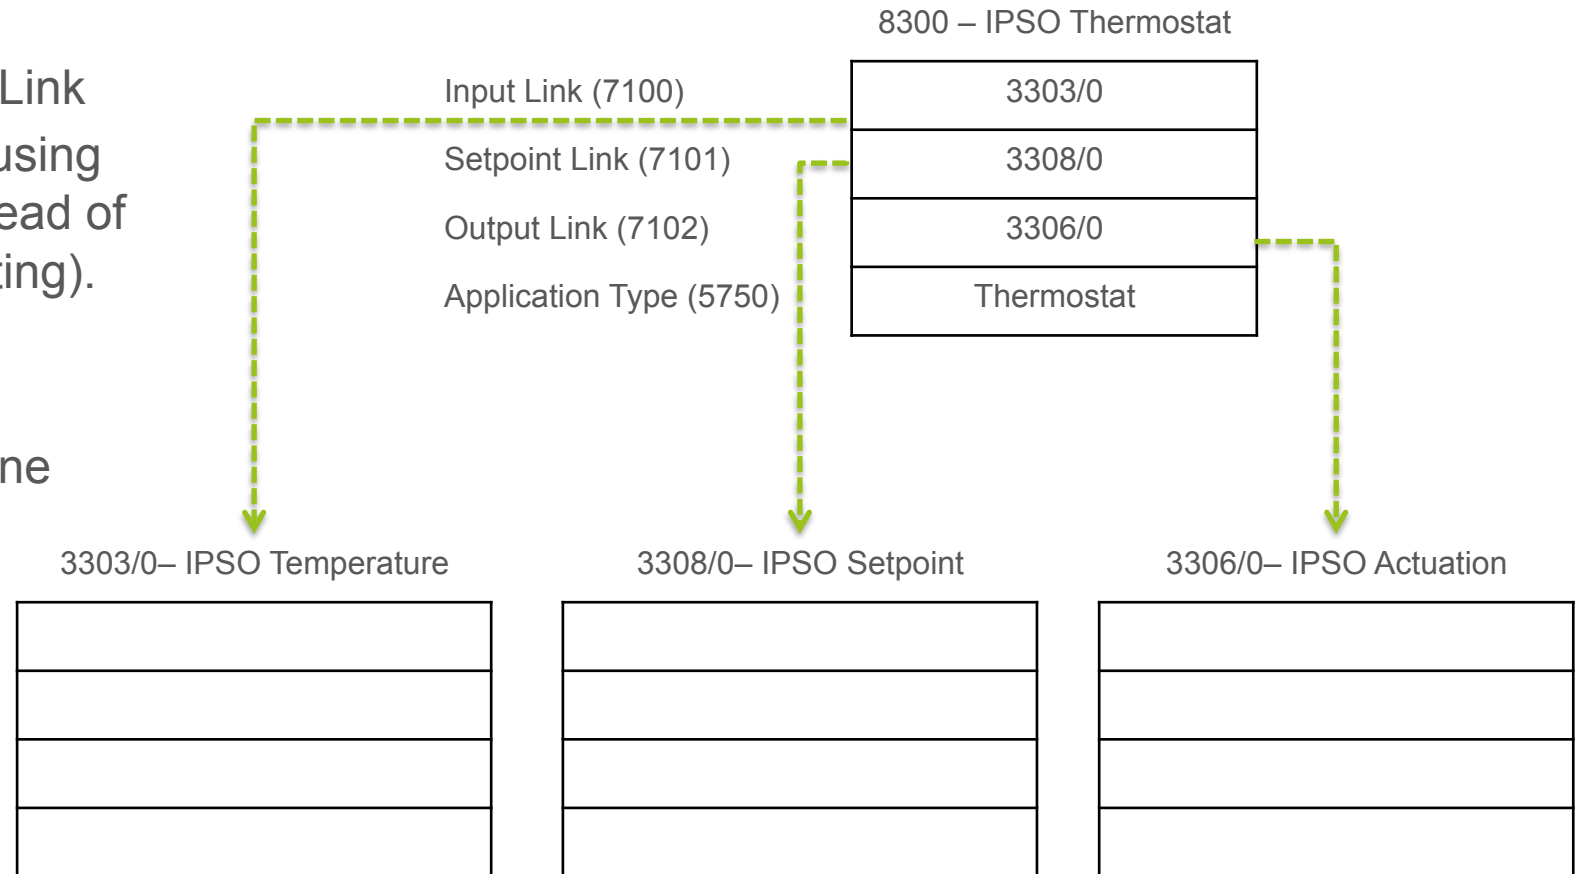 Link
using
ead of
ting).
ne
8300 – IPSO Thermostat
Input Link (7100)
3303/0
Setpoint Link (7101)
3308/0
Output Link (7102)
3306/0
Application Type (5750)
Thermostat
3303/0– IPSO Temperature
3308/0– IPSO Setpoint
3306/0– IPSO Actuation